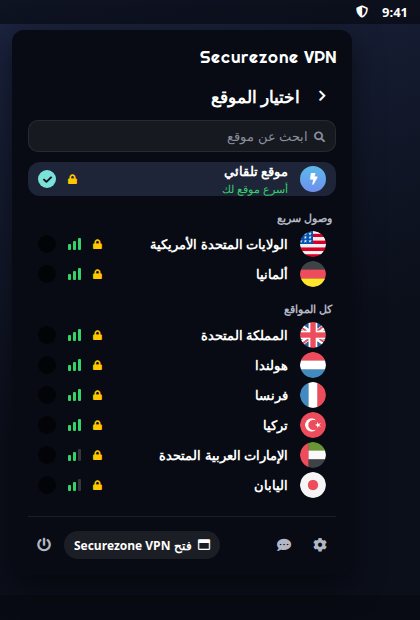 9:41
Securezone VPN
اختيار الموقع
ابحث عن موقع
موقع تلقائي
أسرع موقع لك
وصول سريع
الولايات المتحدة الأمريكية
ألمانيا
كل المواقع
المملكة المتحدة
هولندا
فرنسا
تركيا
الإمارات العربية المتحدة
اليابان
فتح Securezone VPN